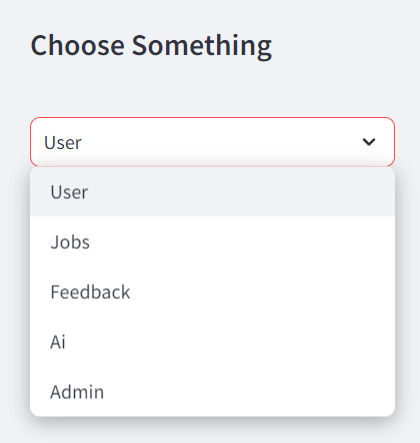 Choose Something
User
User
Jobs
Feedback
Ai
Admin